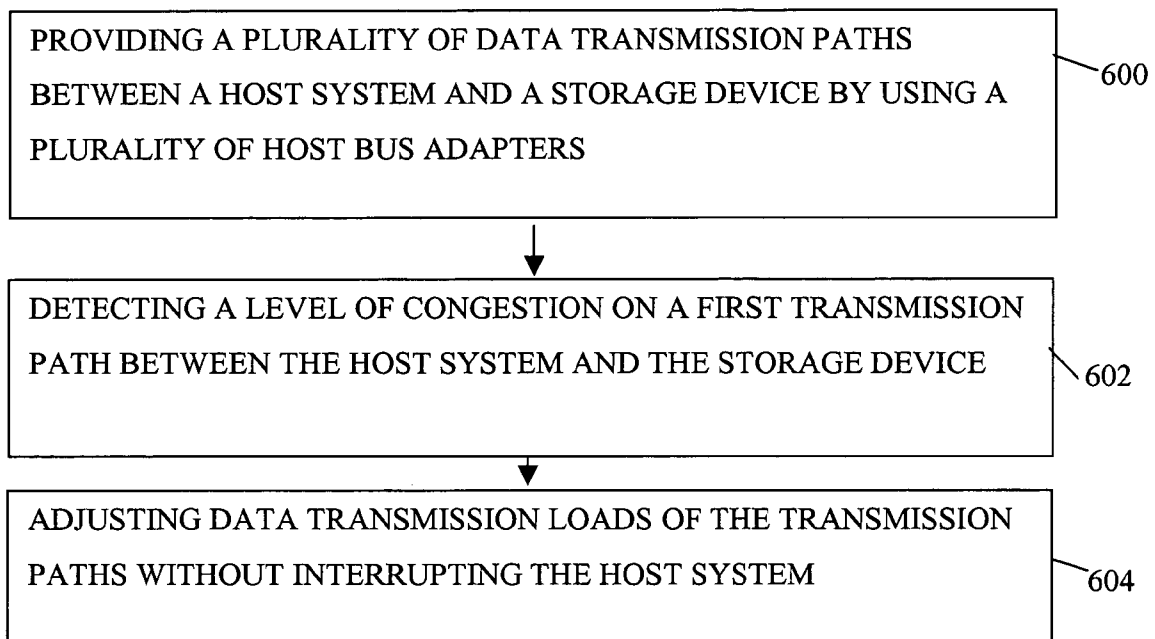 PROVIDING A PLURALITY OF DATA TRANSMISSION PATHS
BETWEEN A HOST SYSTEM AND A STORAGE DEVICE BY USING A
PLURALITY OF HOST BUS ADAPTERS
600
DETECTING A LEVEL OF CONGESTION ON A FIRST TRANSMISSION
PATH BETWEEN THE HOST SYSTEM AND THE STORAGE DEVICE
602
ADJUSTING DATA TRANSMISSION LOADS OF THE TRANSMISSION
PATHS WITHOUT INTERRUPTING THE HOST SYSTEM
604